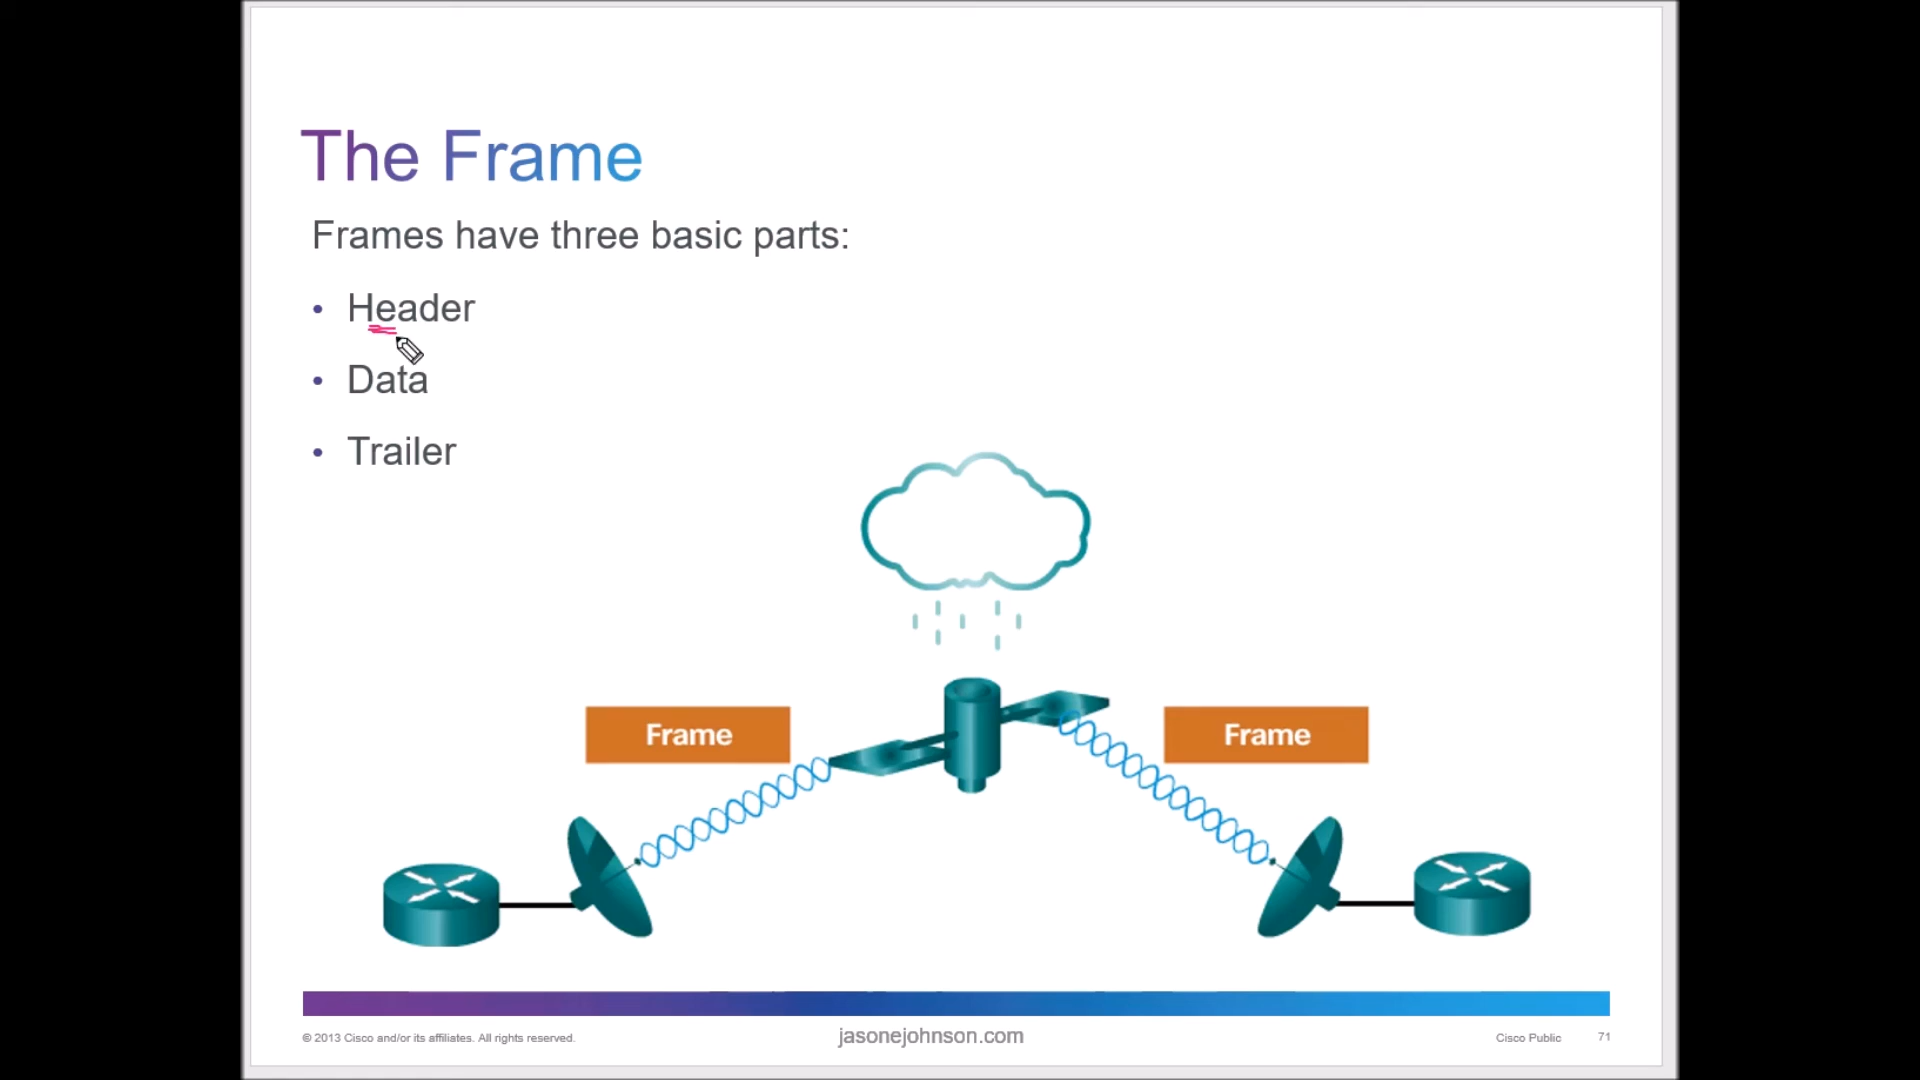 The Frame
Frames have three basic parts:
• Header
• Data
• Trailer
Frame
Frame
© 2013 Cisco and/or its affiliates. All rights reserved.
jasonejohnson.com
Cisco Public
71